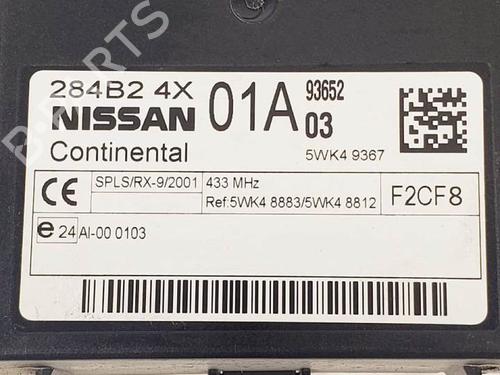 284B2 4X 01A 93652
NISSAN 03
Continental 5WK4 9367
CE SPLS/RX-9/2001 433 MHz
Ref:5WK4 8883/5WK4 8812 F2CF8
e 24 AI-00 0103
B-PARTS